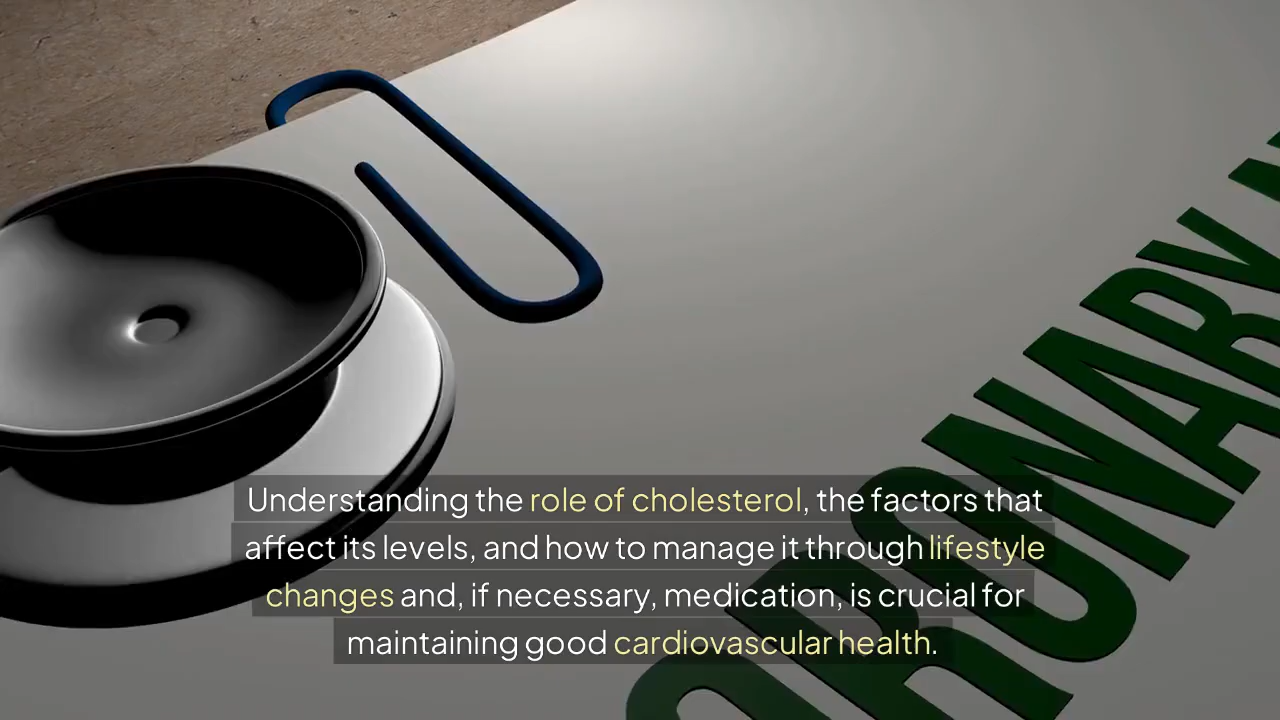 ORONARY
Understanding the role of cholesterol, the factors that
affect its levels, and how to manage it through lifestyle
changes and, if necessary, medication, is crucial for
maintaining good cardiovascular health.